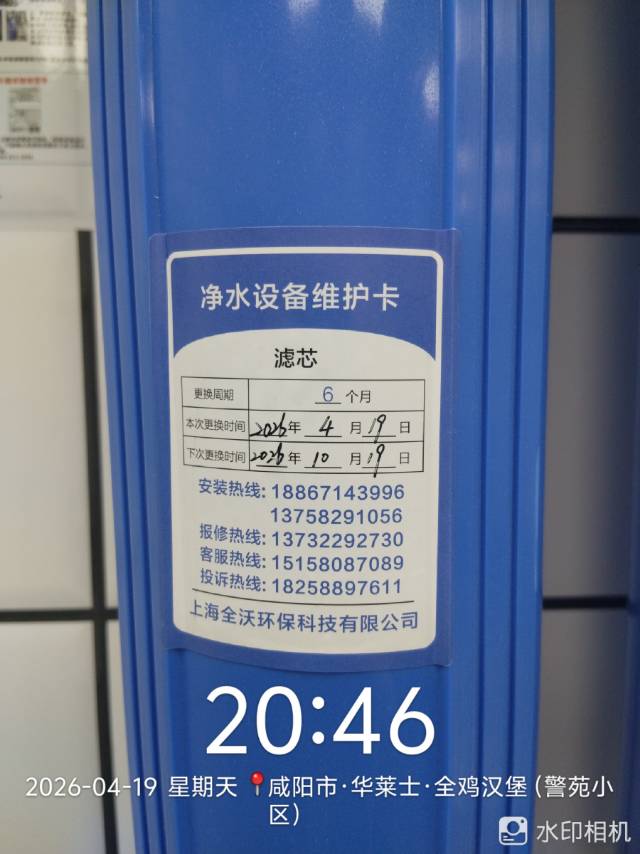 净水设备维护卡
滤芯
更换周期 6 个月
本次更换时间 2026年 4 月 19 日
下次更换时间 2026年 10 月 19 日
安装热线: 18867143996
13758291056
报修热线: 13732292730
客服热线: 15158087089
投诉热线: 18258897611
上海全沃环保科技有限公司
20:46
2026-04-19 星期天 咸阳市·华莱士·全鸡汉堡(警苑小
区)
水印相机